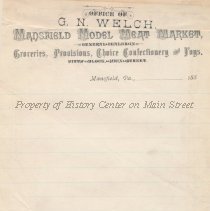 OFFICE OF
G. N. WELCH,
MANSFIELD MODEL MEAT MARKET,
GENERAL DEALER IN
Groceries, Provisions, Choice Confectionery and Toys,
Mansfield, Pa., 188
Property of History Center on Main Street